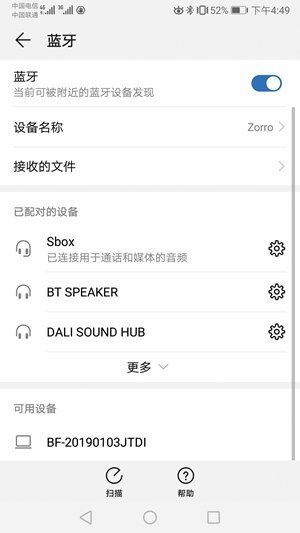 中国电信
中国联通
52% 下午4:49
蓝牙
蓝牙
当前可被附近的蓝牙设备发现
设备名称 Zorro
接收的文件
已配对的设备
Sbox
已连接用于通话和媒体的音频
BT SPEAKER
DALI SOUND HUB
更多
可用设备
BF-20190103JTDI
扫描 帮助